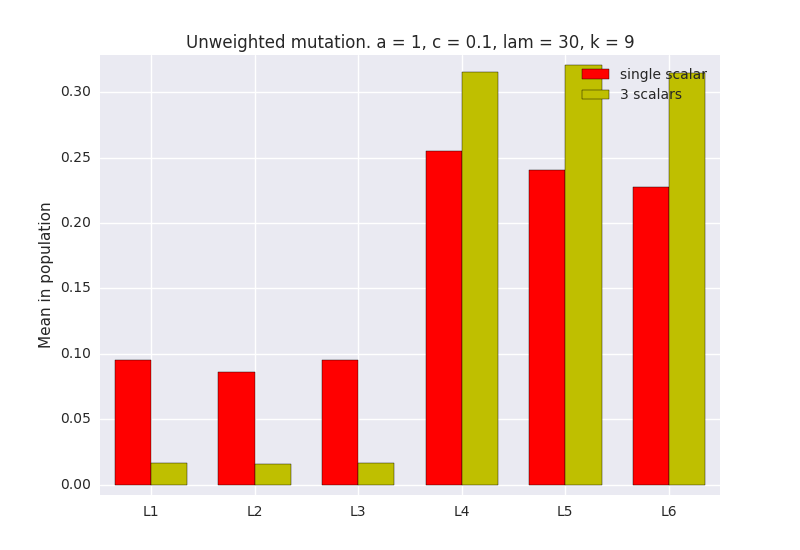 Unweighted mutation. a = 1, c = 0.1, lam = 30, k = 9
single scalar
3 scalars
Mean in population
0.30
0.25
0.20
0.15
0.10
0.05
0.00
L1 L2 L3 L4 L5 L6